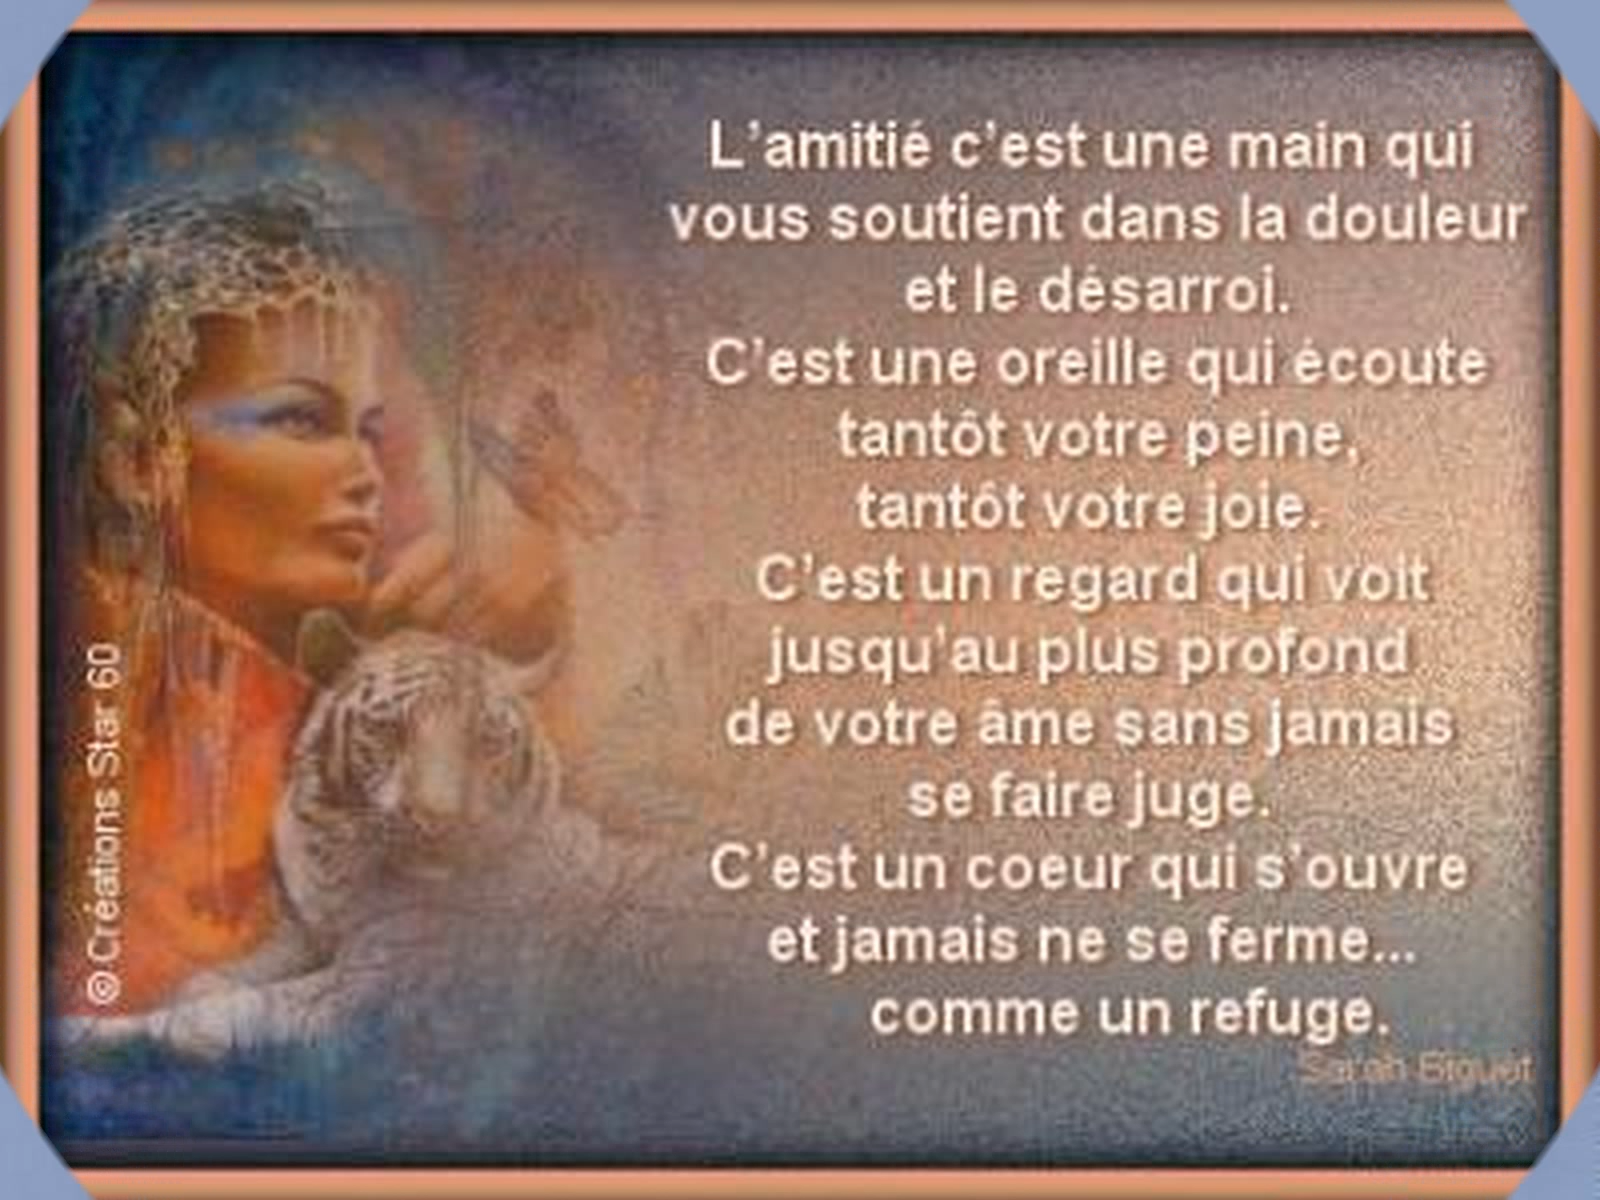 L'amitié c'est une main qui
vous soutient dans la douleur
et le désarroi.
C'est une oreille qui écoute
tantôt votre peine,
tantôt votre joie.
C'est un regard qui voit
jusqu'au plus profond
de votre âme sans jamais
se faire juge.
C'est un coeur qui s'ouvre
et jamais ne se ferme...
comme un refuge.
Sarah
© Créations Star 60